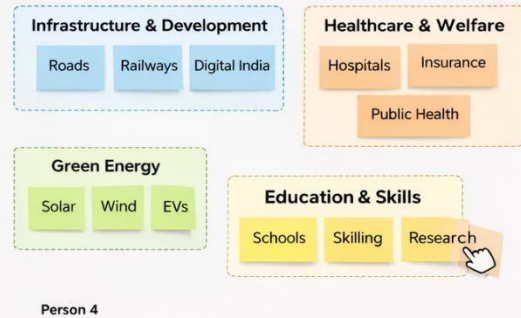 Infrastructure & Development
Roads
Railways
Digital India
Healthcare & Welfare
Hospitals
Insurance
Public Health
Green Energy
Solar
Wind
EVs
Education & Skills
Schools
Skilling
Research
Person 4